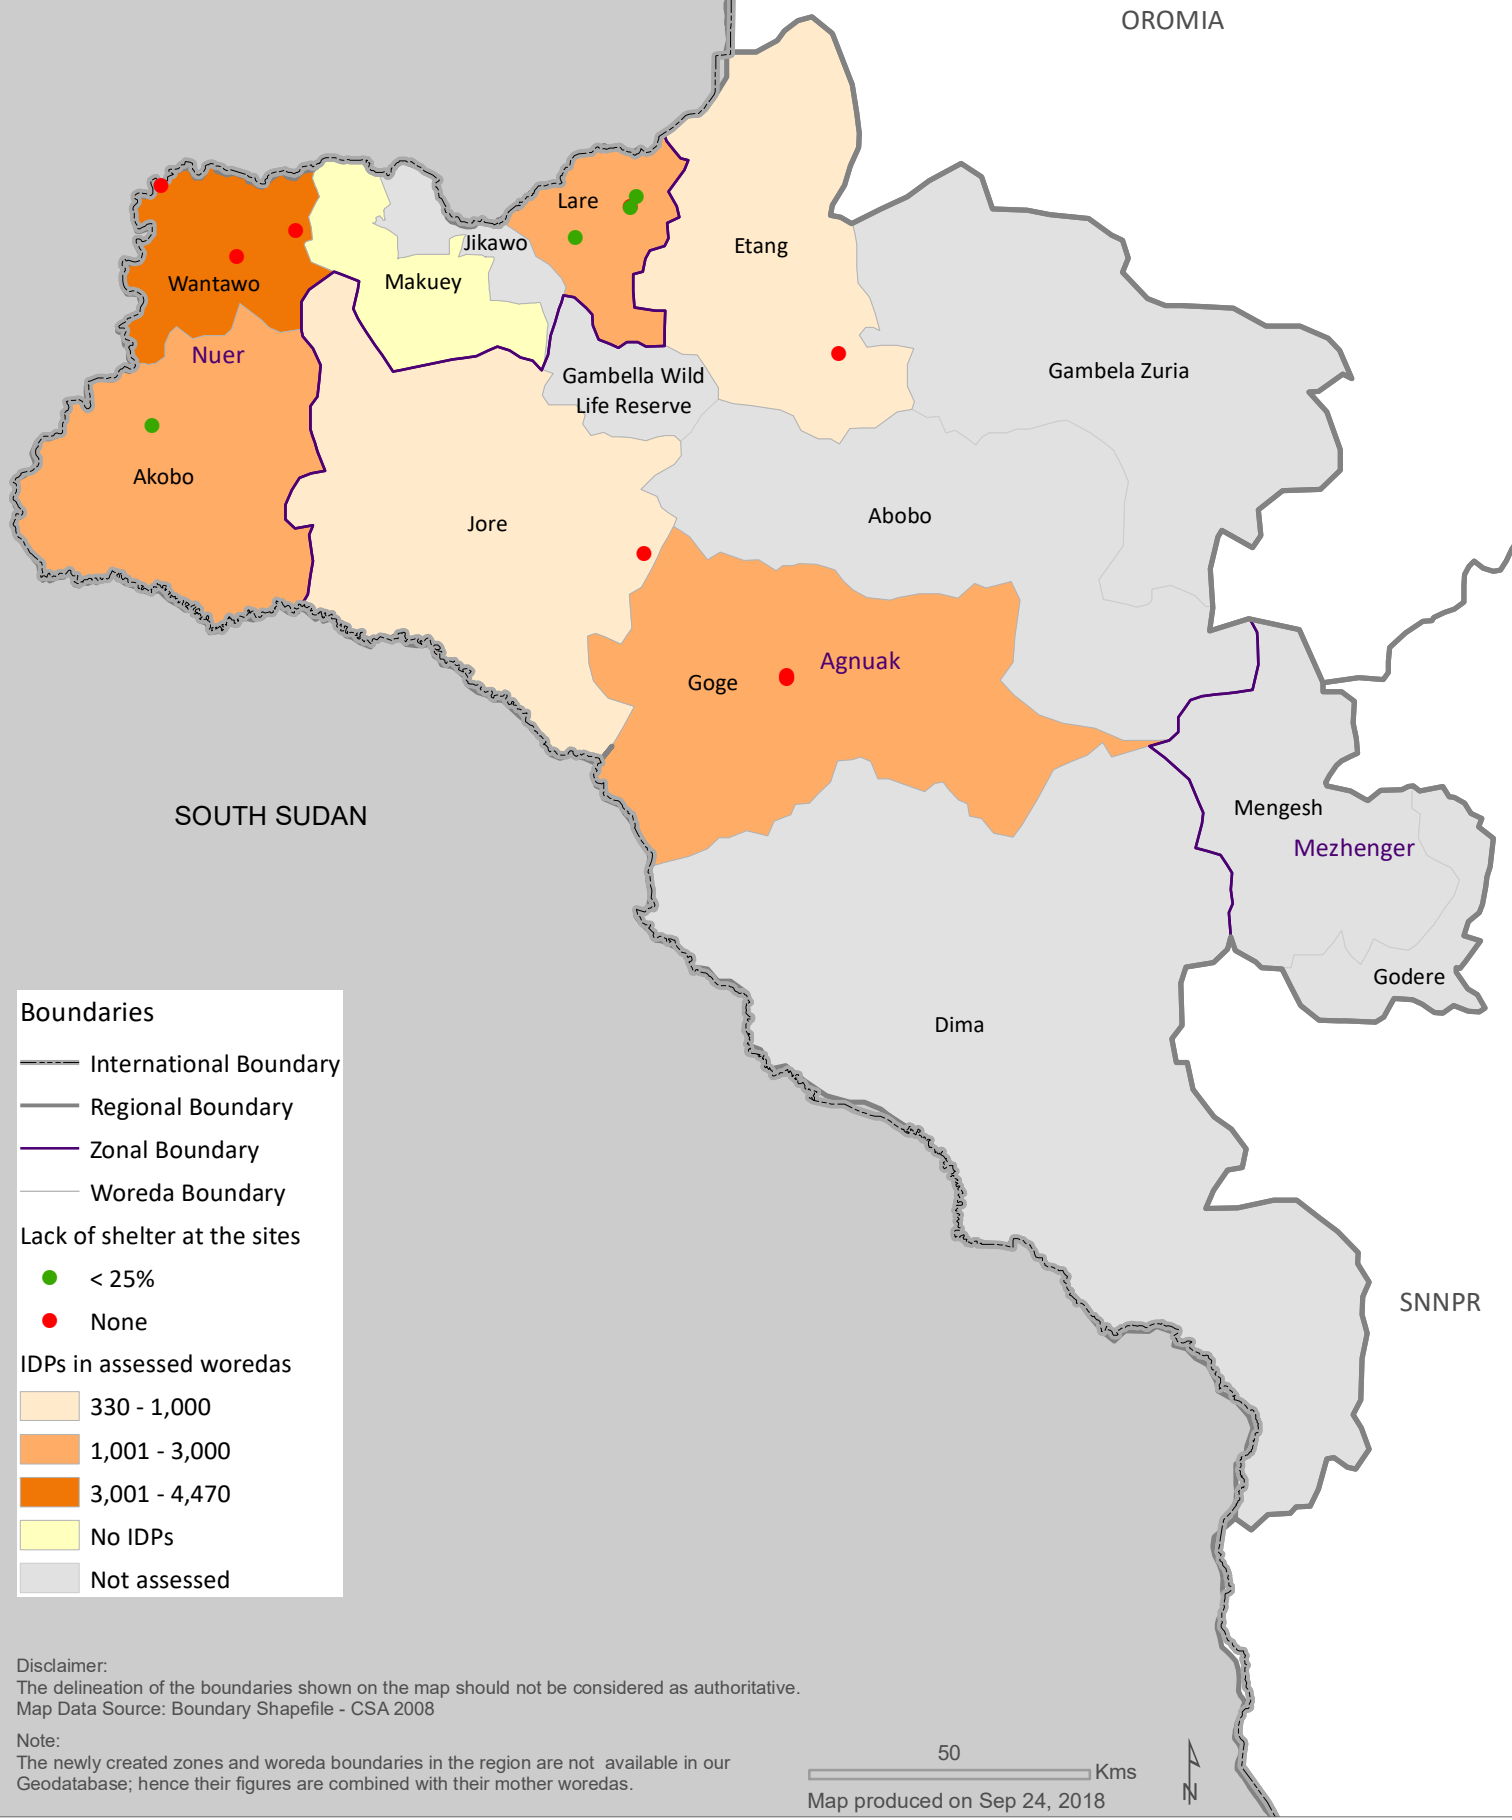 OROMIA
Lare
Jikawo
Etang
Makuey
Wantawo
Nuer
Gambella Wild
Life Reserve
Gambela Zuria
Akobo
Jore
Abobo
Agnuak
Goge
SOUTH SUDAN
Mengesh
Mezhenger
Godere
Dima
SNNPR
Boundaries
International Boundary
Regional Boundary
Zonal Boundary
Woreda Boundary
Lack of shelter at the sites
< 25%
None
IDPs in assessed woredas
330 - 1,000
1,001 - 3,000
3,001 - 4,470
No IDPs
Not assessed
Disclaimer:
The delineation of the boundaries shown on the map should not be considered as authoritative.
Map Data Source: Boundary Shapefile - CSA 2008
Note:
The newly created zones and woreda boundaries in the region are not available in our
Geodatabase; hence their figures are combined with their mother woredas.
50
Kms
Map produced on Sep 24, 2018
N